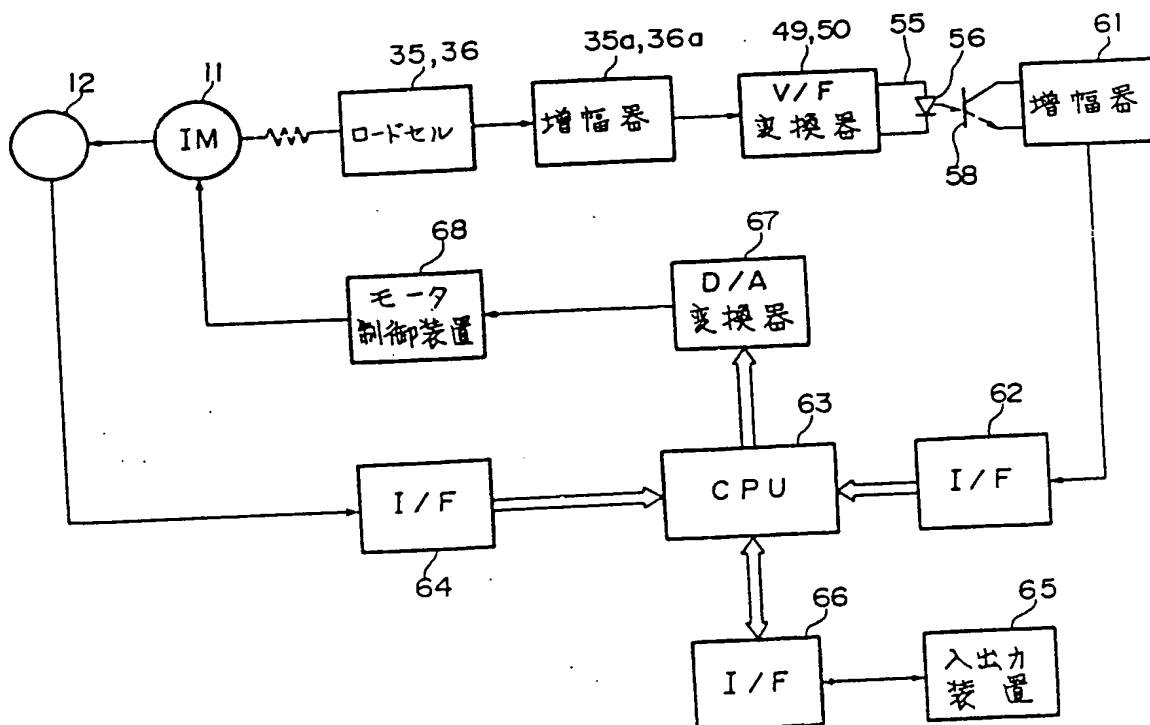 12
11
IM
35,36
ロードセル
35a,36a
増幅器
49,50
V/F
変換器
55
56
58
61
増幅器
68
モータ
制御装置
67
D/A
変換器
63
CPU
62
I/F
I/F
64
66
I/F
65
入出力
装置